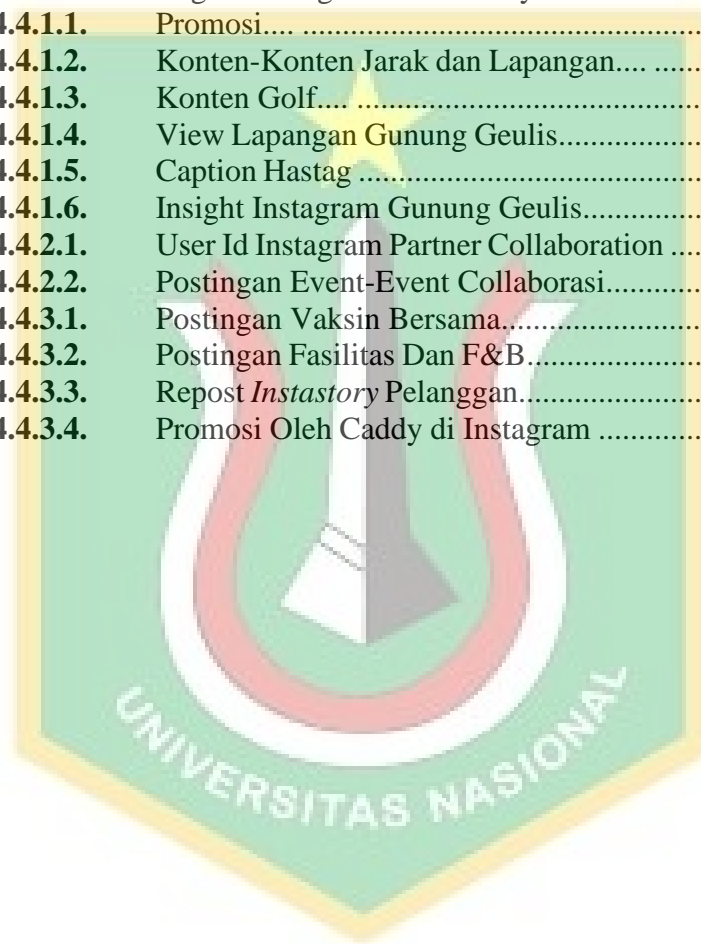 4.4.1.1. Promosi.... ................................................
4.4.1.2. Konten-Konten Jarak dan Lapangan.... ......
4.4.1.3. Konten Golf.... ..........................................
4.4.1.4. View Lapangan Gunung Geulis..................
4.4.1.5. Caption Hastag ..........................................
4.4.1.6. Insight Instagram Gunung Geulis...............
4.4.2.1. User Id Instagram Partner Collaboration ....
4.4.2.2. Postingan Event-Event Collaborasi............
4.4.3.1. Postingan Vaksin Bersama.........................
4.4.3.2. Postingan Fasilitas Dan F&B.....................
4.4.3.3. Repost Instastory Pelanggan......................
4.4.3.4. Promosi Oleh Caddy di Instagram .............
UNIVERSITAS NASIONAL